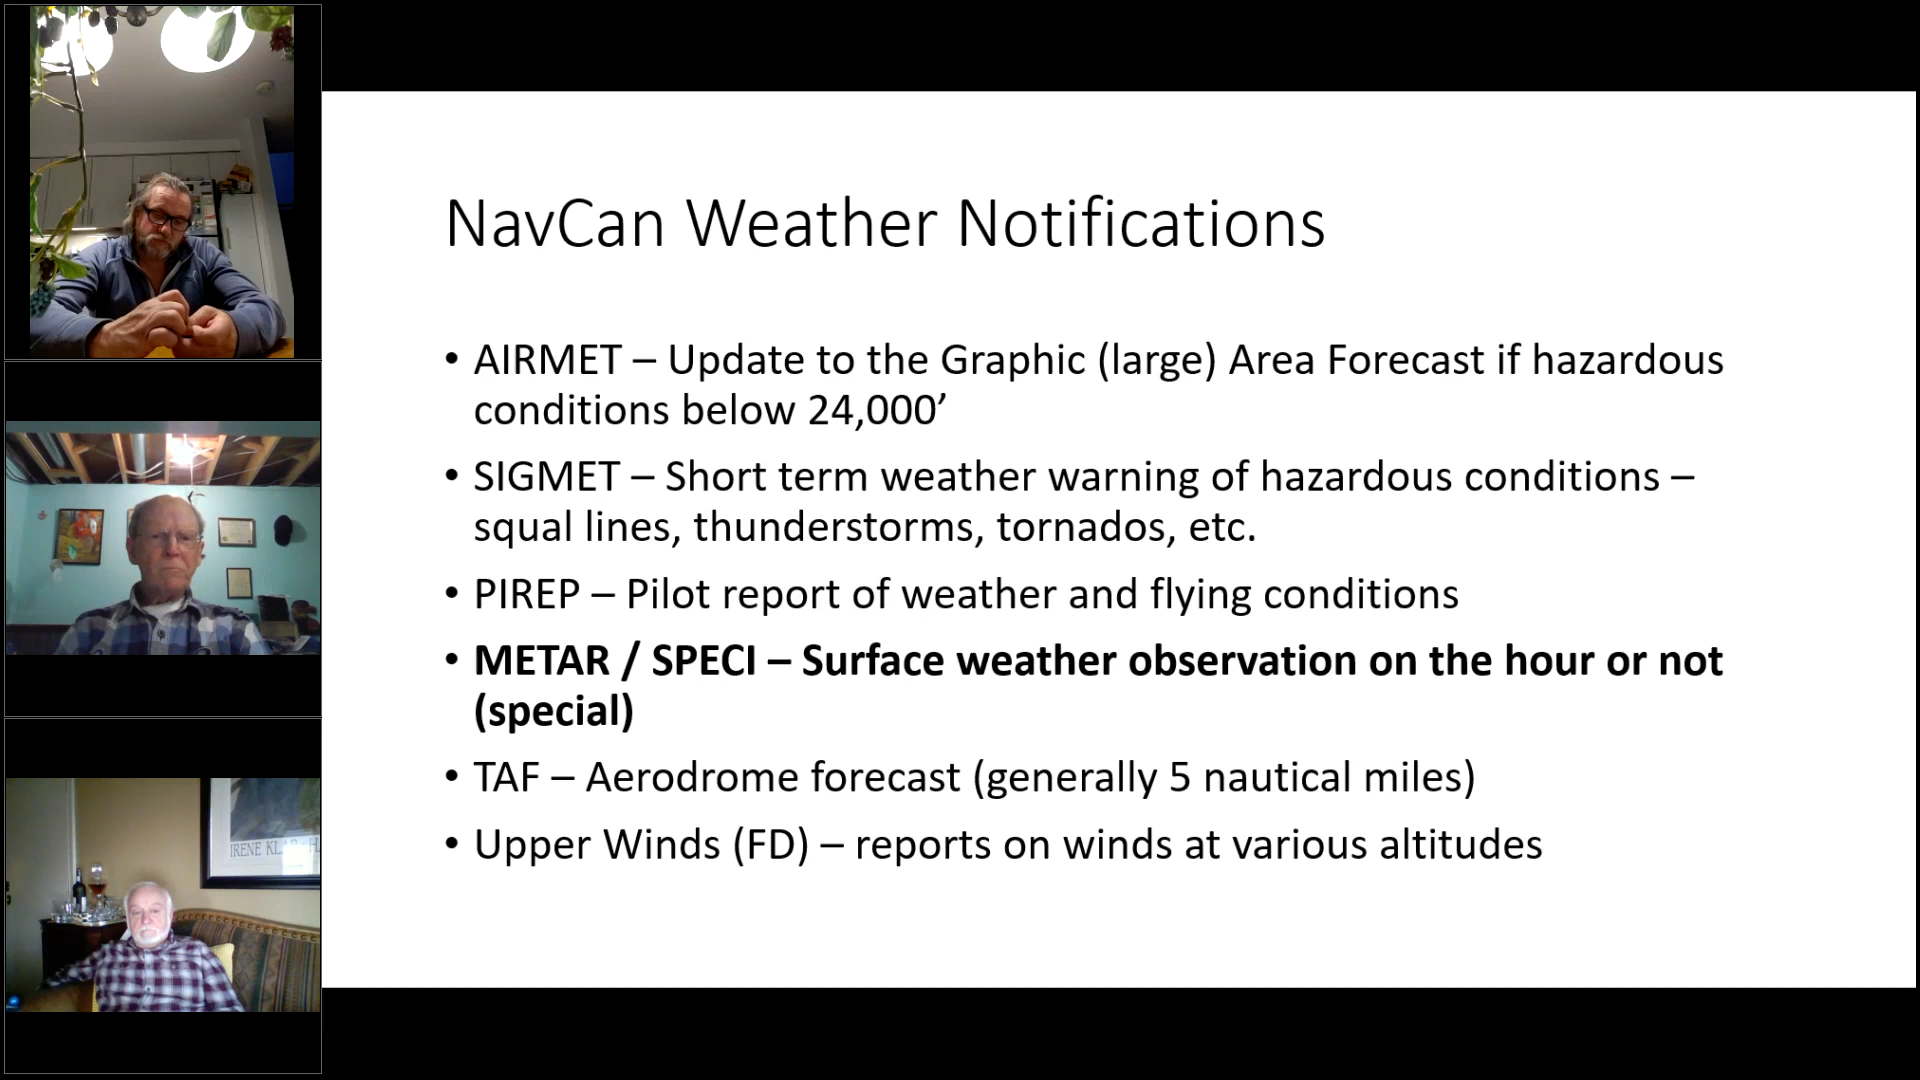 NavCan Weather Notifications
• AIRMET – Update to the Graphic (large) Area Forecast if hazardous
conditions below 24,000’
• SIGMET – Short term weather warning of hazardous conditions –
squal lines, thunderstorms, tornados, etc.
• PIREP – Pilot report of weather and flying conditions
• METAR / SPECI – Surface weather observation on the hour or not
(special)
• TAF – Aerodrome forecast (generally 5 nautical miles)
• Upper Winds (FD) – reports on winds at various altitudes
IRENE